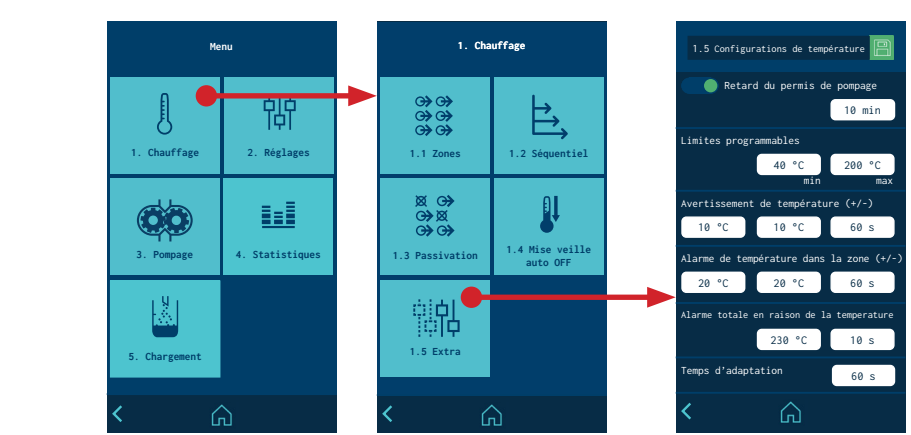 Menu
1. Chauffage
2. Réglages
3. Pompage
4. Statistiques
5. Chargement
1. Chauffage
1.1 Zones
1.2 Séquentiel
1.3 Passivation
1.4 Mise veille
auto OFF
1.5 Extra
1.5 Configurations de température
Retard du permis de pompage
10 min
Limites programmables
40 °C
200 °C
min
max
Avertissement de température (+/-)
10 °C
10 °C
60 s
Alarme de température dans la zone (+/-)
20 °C
20 °C
60 s
Alarme totale en raison de la temperature
230 °C
10 s
Temps d’adaptation
60 s